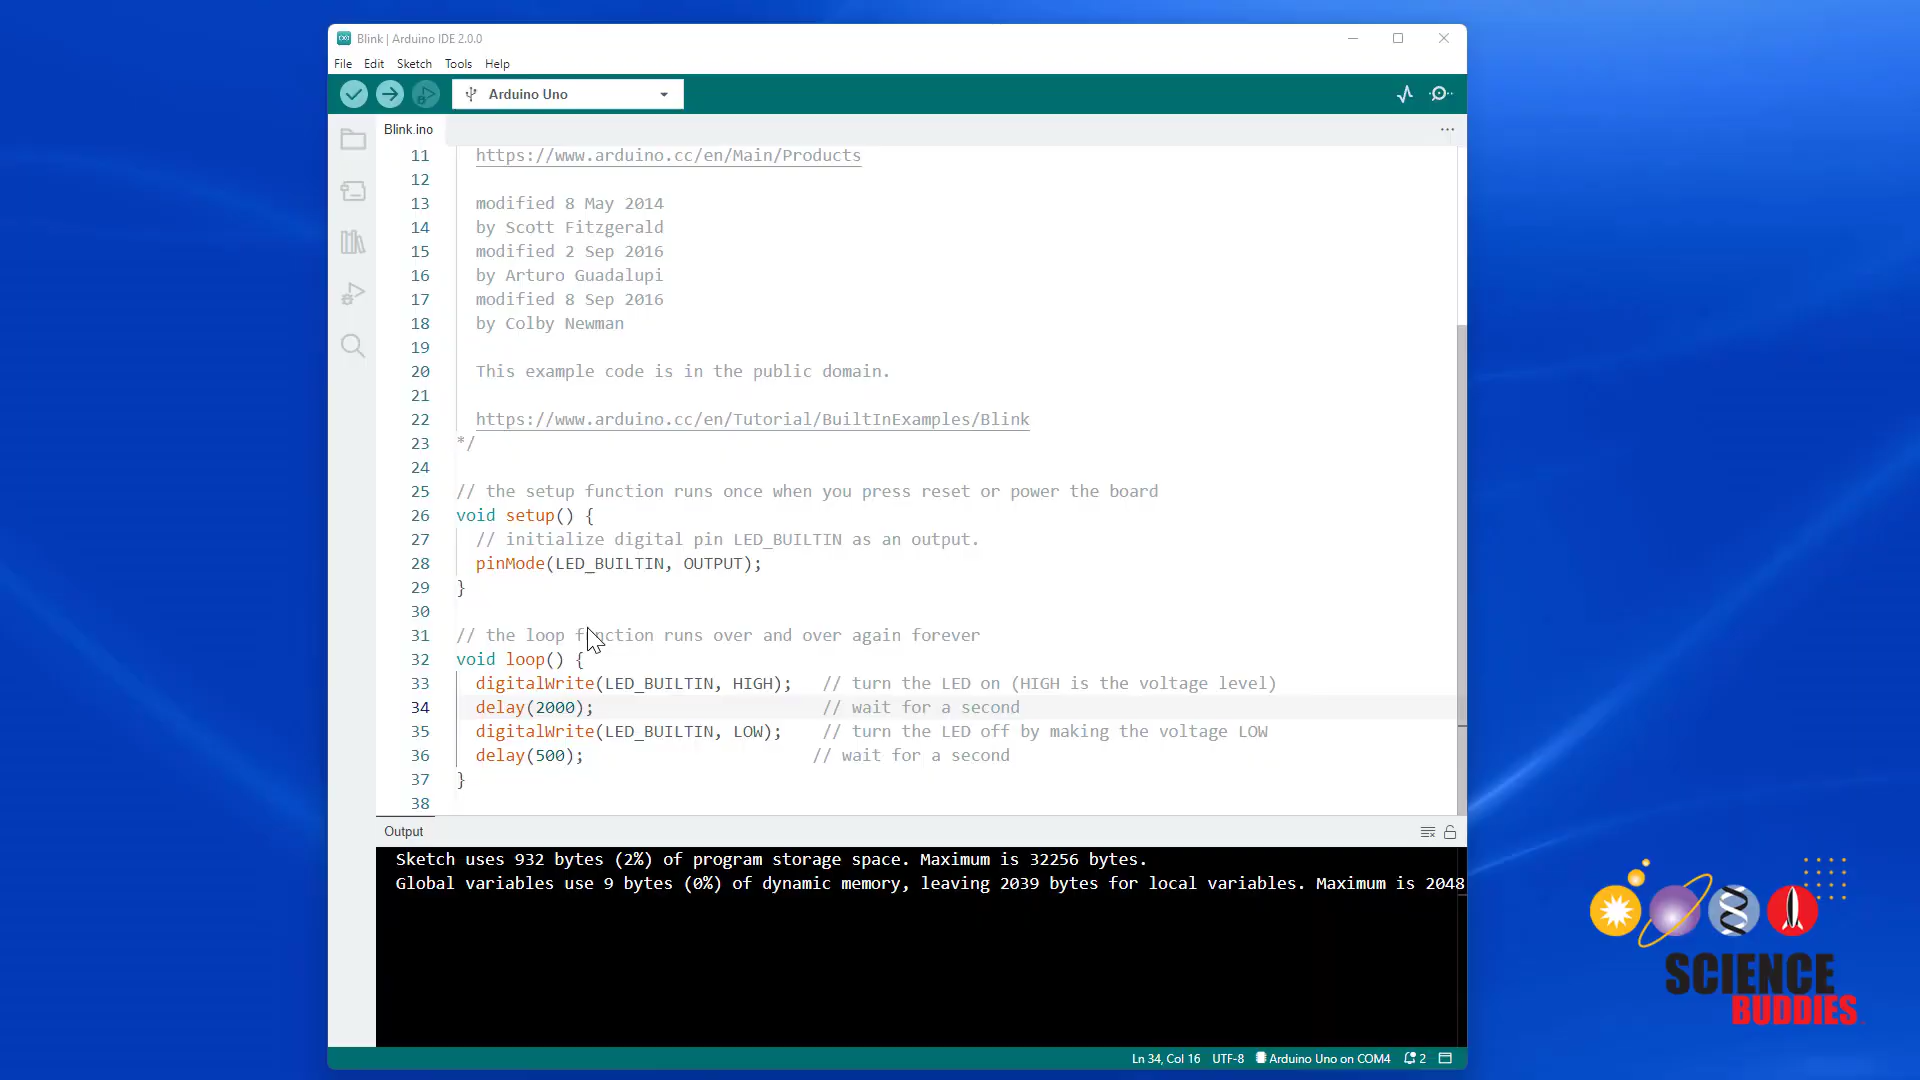 Blink | Arduino IDE 2.0.0
File Edit Sketch Tools Help
Arduino Uno
Blink.ino
11 https://www.arduino.cc/en/Main/Products
12
13 modified 8 May 2014
14 by Scott Fitzgerald
15 modified 2 Sep 2016
16 by Arturo Guadalupi
17 modified 8 Sep 2016
18 by Colby Newman
19
20 This example code is in the public domain.
21
22 https://www.arduino.cc/en/Tutorial/BuiltInExamples/Blink
23 */
24
25 // the setup function runs once when you press reset or power the board
26 void setup() {
27 // initialize digital pin LED_BUILTIN as an output.
28 pinMode(LED_BUILTIN, OUTPUT);
29 }
30
31 // the loop function runs over and over again forever
32 void loop() {
33 digitalWrite(LED_BUILTIN, HIGH); // turn the LED on (HIGH is the voltage level)
34 delay(2000); // wait for a second
35 digitalWrite(LED_BUILTIN, LOW); // turn the LED off by making the voltage LOW
36 delay(500); // wait for a second
37 }
38
Output
Sketch uses 932 bytes (2%) of program storage space. Maximum is 32256 bytes.
Global variables use 9 bytes (0%) of dynamic memory, leaving 2039 bytes for local variables. Maximum is 2048
Ln 34, Col 16 UTF-8 Arduino Uno on COM4 2
SCIENCE
BUDDIES